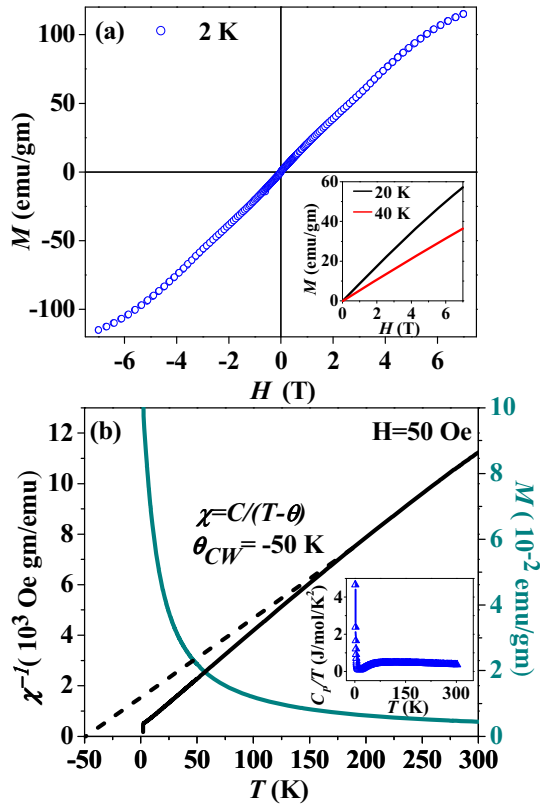 (a)
2 K
100
50
0
-50
-100
M (emu/gm)
-6 -4 -2 0 2 4 6
H (T)
20 K
40 K
60
40
20
0
M (emu/gm)
0 2 4 6
H (T)
(b)
H=50 Oe
χ=C/(T-θ)
θCW= -50 K
12
10
8
6
4
2
0
χ⁻¹( 10³ Oe gm/emu)
10
8
6
4
2
0
M ( 10⁻² emu/gm)
-50 0 50 100 150 200 250 300
T (K)
4
2
0
CP/T (J/mol/K²)
0 150 300
T (K)